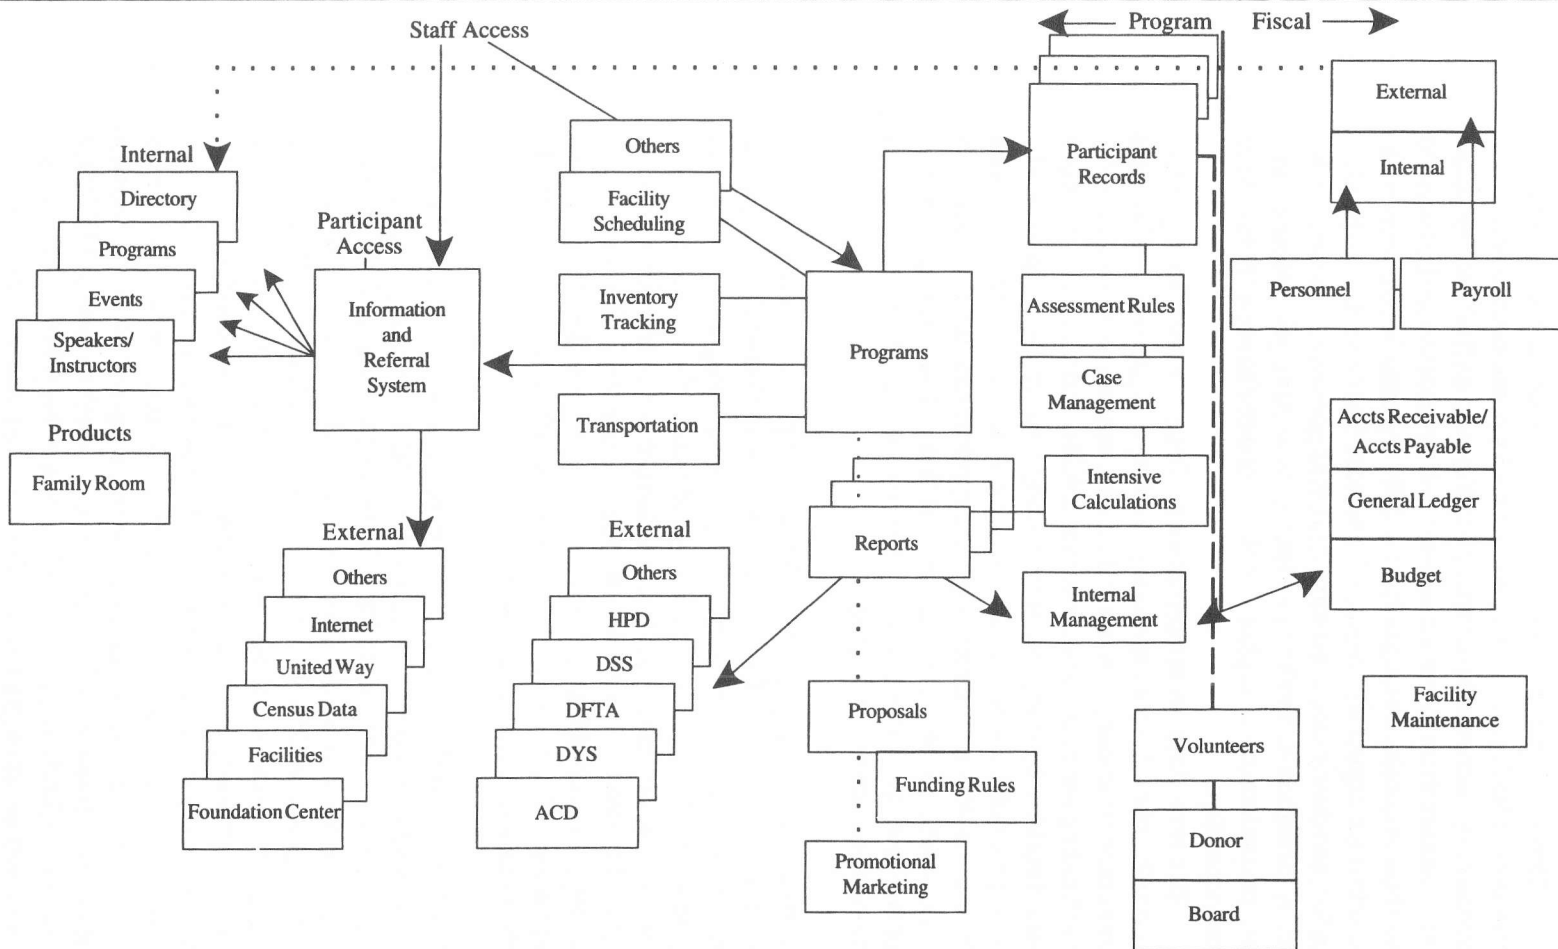 Staff Access
Program
Fiscal
Internal
Directory
Programs
Events
Speakers/
Instructors
Products
Family Room
Participant
Access
Information
and
Referral
System
External
Others
Internet
United Way
Census Data
Facilities
Foundation Center
Others
Facility
Scheduling
Inventory
Tracking
Transportation
External
Others
HPD
DSS
DFTA
DYS
ACD
Programs
Reports
Proposals
Funding Rules
Promotional
Marketing
Participant
Records
Assessment Rules
Case
Management
Intensive
Calculations
Internal
Management
Volunteers
Donor
Board
External
Internal
Personnel
Payroll
Accts Receivable/
Accts Payable
General Ledger
Budget
Facility
Maintenance